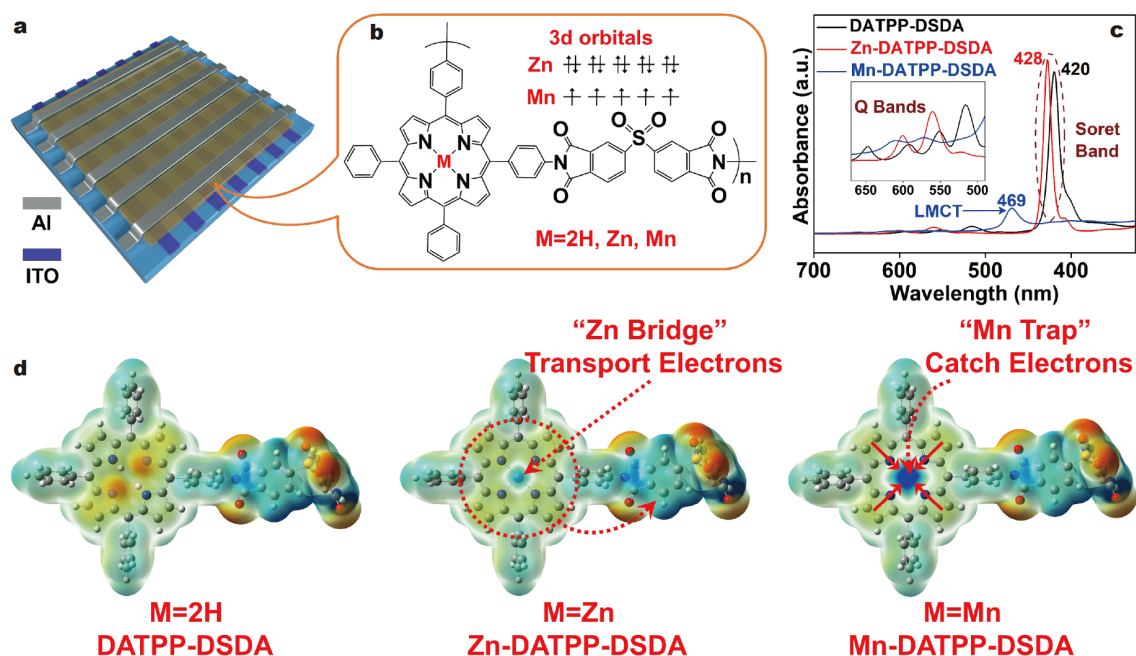 a
Al
ITO
b
3d orbitals
Zn
Mn
N
N
M
N
N
O
O
N
O
O
S
O
O
N
O
n
M=2H, Zn, Mn
c
DATPP-DSDA
Zn-DATPP-DSDA
Mn-DATPP-DSDA
428
420
Q Bands
Soret
Band
650 600 550 500
LMCT
469
Absorbance (a.u.)
700 600 500 400
Wavelength (nm)
d
“Zn Bridge”
Transport Electrons
“Mn Trap”
Catch Electrons
M=2H
DATPP-DSDA
M=Zn
Zn-DATPP-DSDA
M=Mn
Mn-DATPP-DSDA